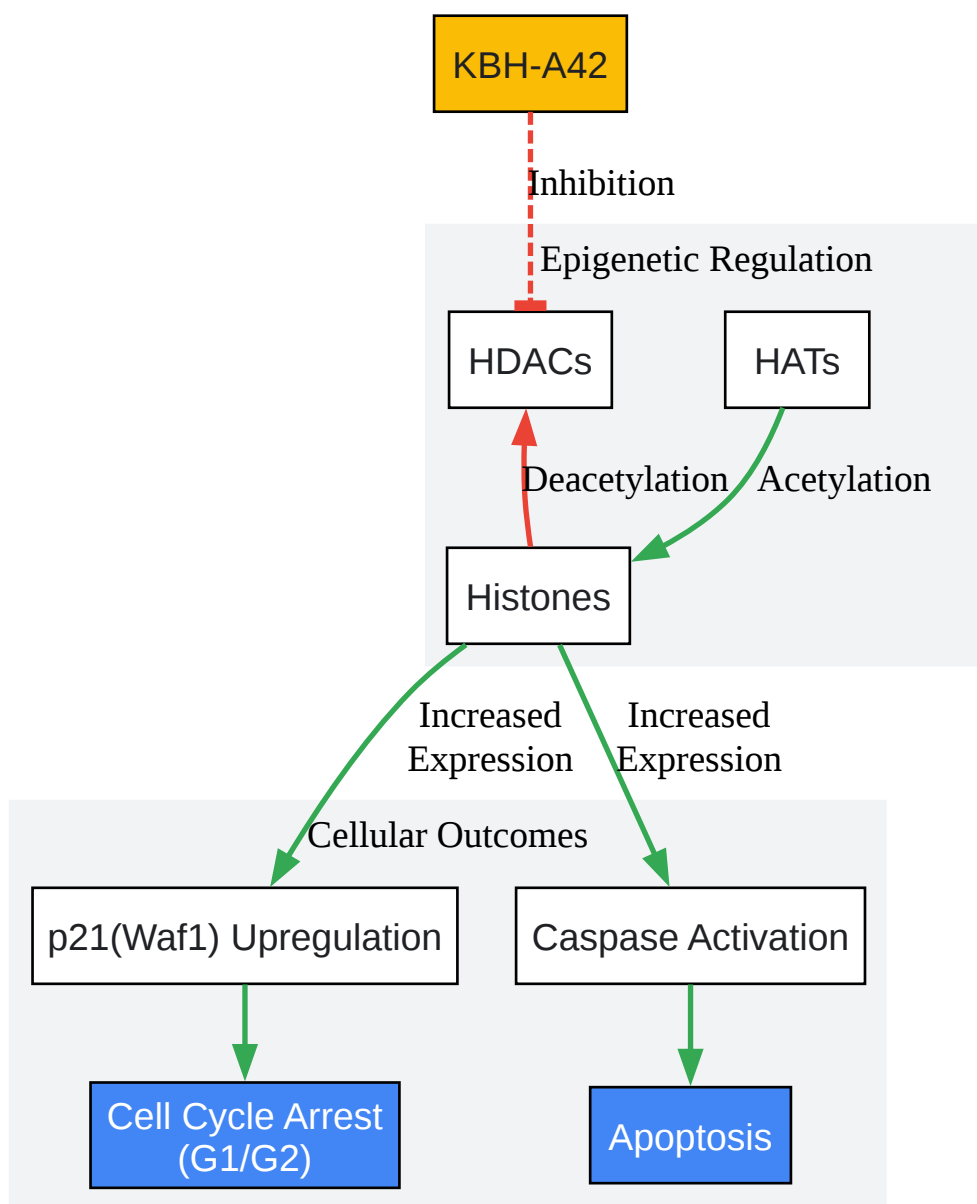 KBH-A42
Inhibition
Epigenetic Regulation
HDACs
HATs
Deacetylation
Acetylation
Histones
Increased
Expression
Increased
Expression
Cellular Outcomes
p21(Waf1) Upregulation
Caspase Activation
Cell Cycle Arrest
(G1/G2)
Apoptosis